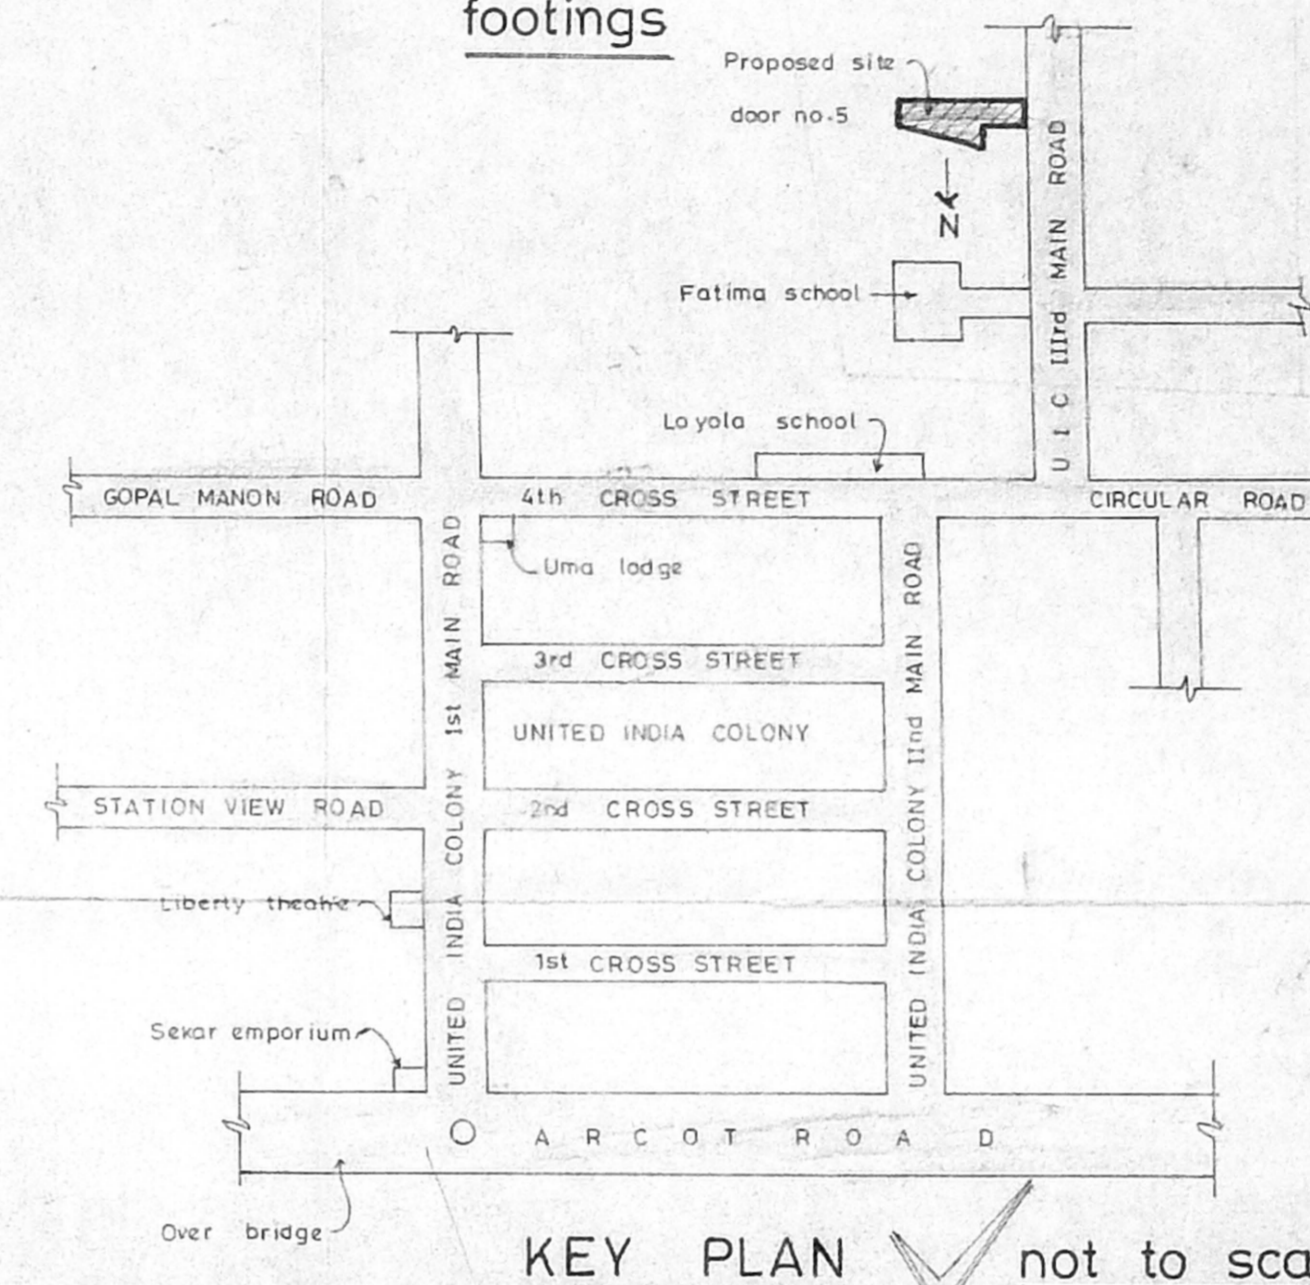 footings
Proposed site
door no.5
N
U I C IIIrd MAIN ROAD
Fatima school
Loyola school
GOPAL MANON ROAD
4th CROSS STREET
CIRCULAR ROAD
Uma lodge
UNITED INDIA COLONY 1st MAIN ROAD
UNITED INDIA COLONY IInd MAIN ROAD
3rd CROSS STREET
UNITED INDIA COLONY
STATION VIEW ROAD
2nd CROSS STREET
Liberty
1st CROSS STREET
Sekar emporium
ARCOT ROAD
Over bridge
KEY PLAN not to sca